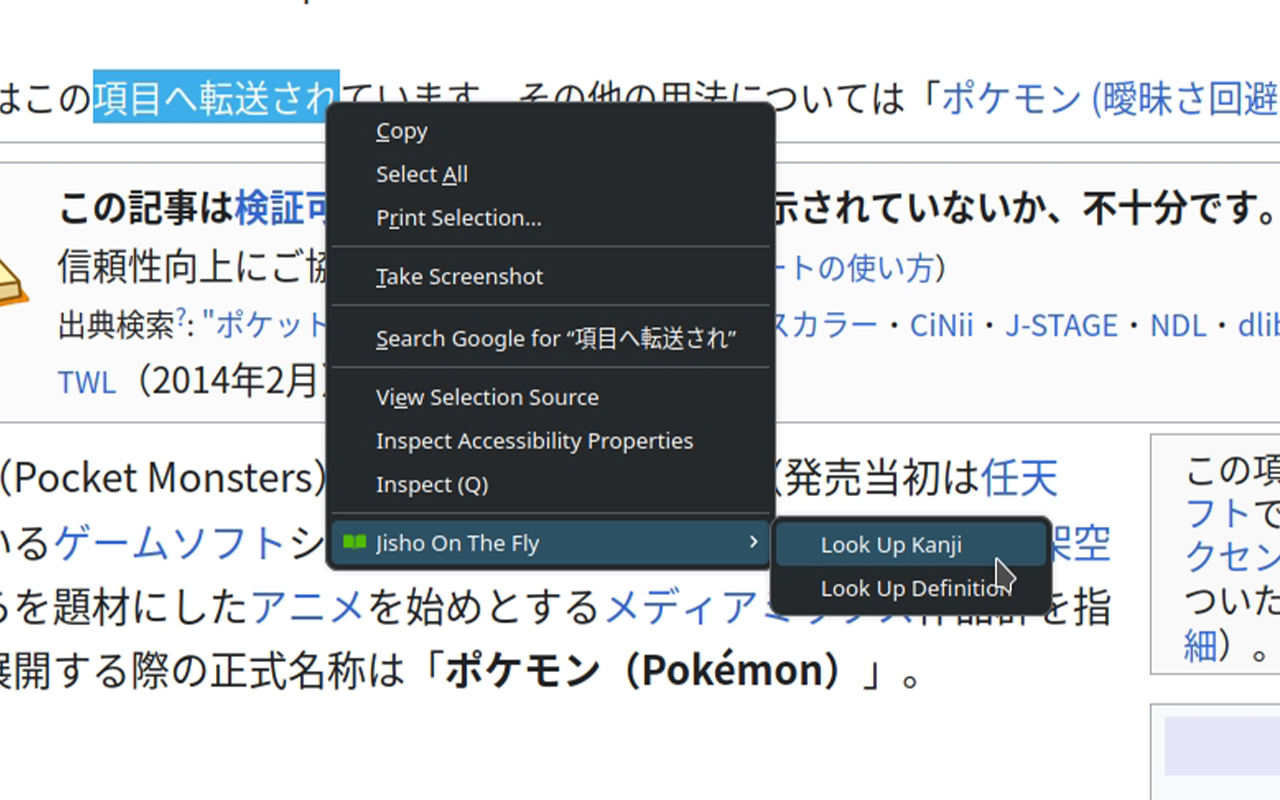 はこの項目へ転送されています。その他の用法については「ポケモン (曖昧さ回避
Copy
Select All
Print Selection...
Take Screenshot
Search Google for “項目へ転送され”
View Selection Source
Inspect Accessibility Properties
Inspect (Q)
Jisho On The Fly
Look Up Kanji
Look Up Definition
この記事は検証可 示されていないか、不十分です。
信頼性向上にご協 ートの使い方）
出典検索?: "ポケット スカラー · CiNii · J-STAGE · NDL · dlib
TWL（2014年2月）
（Pocket Monsters） （発売当初は任天
いるゲームソフトシ 架空
らを題材にしたアニメを始めとするメディアミックス作品群を指
展開する際の正式名称は「ポケモン（Pokémon）」。
この項
フトで
クセン
ついた
細）。